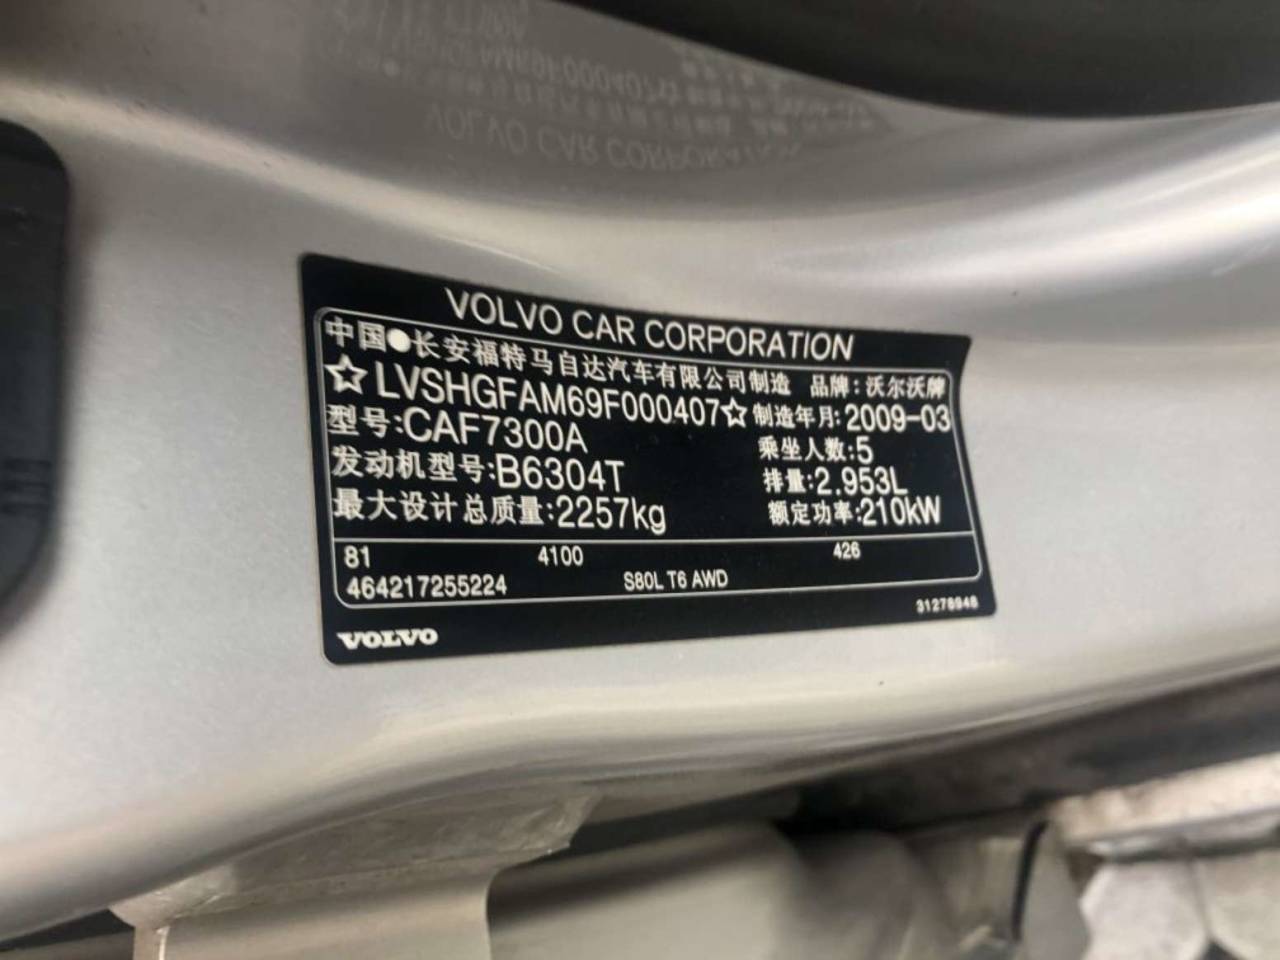 VOLVO CAR CORPORATION
中国●长安福特马自达汽车有限公司制造 品牌:沃尔沃牌
☆LVSHGFAM69F000407☆ 制造年月:2009-03
型号:CAF7300A 乘坐人数:5
发动机型号:B6304T 排量:2.953L
最大设计总质量:2257kg 额定功率:210kW
81 4100 426
464217255224 S80L T6 AWD
31276946
VOLVO